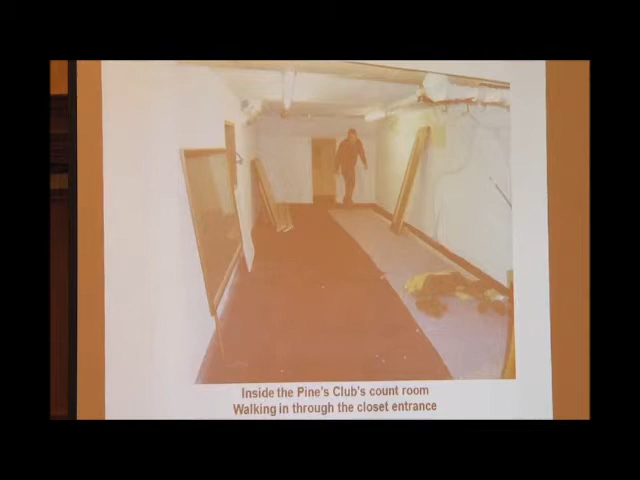 Inside the Pine's Club's count room
Walking in through the closet entrance